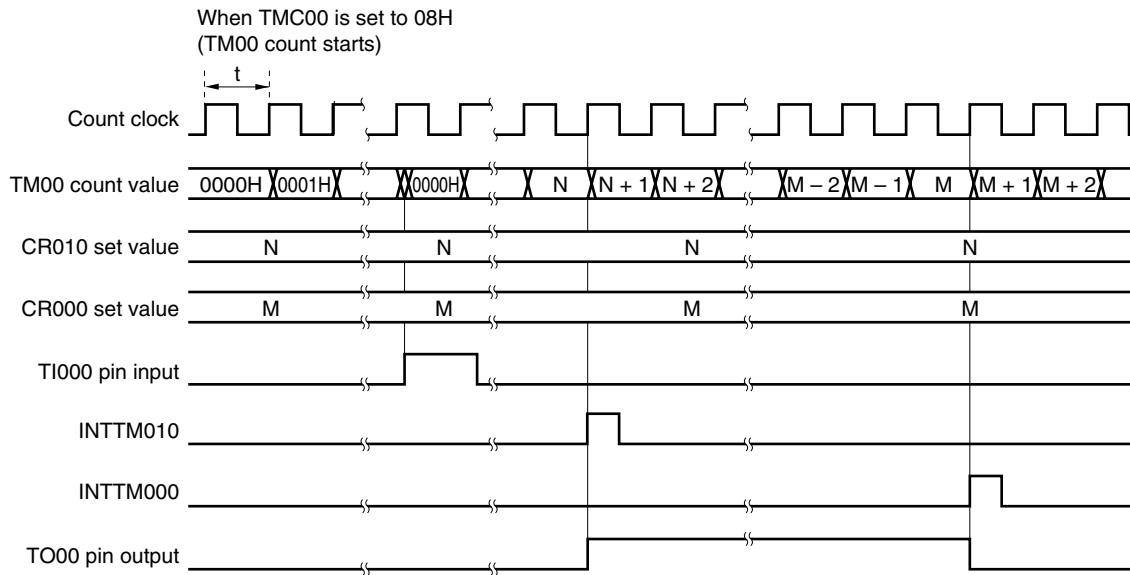 When TMC00 is set to 08H
(TM00 count starts)
t
Count clock
TM00 count value 0000H 0001H 0000H N N + 1 N + 2 M − 2 M − 1 M M + 1 M + 2
CR010 set value N N N N
CR000 set value M M M M
TI000 pin input
INTTM010
INTTM000
TO00 pin output